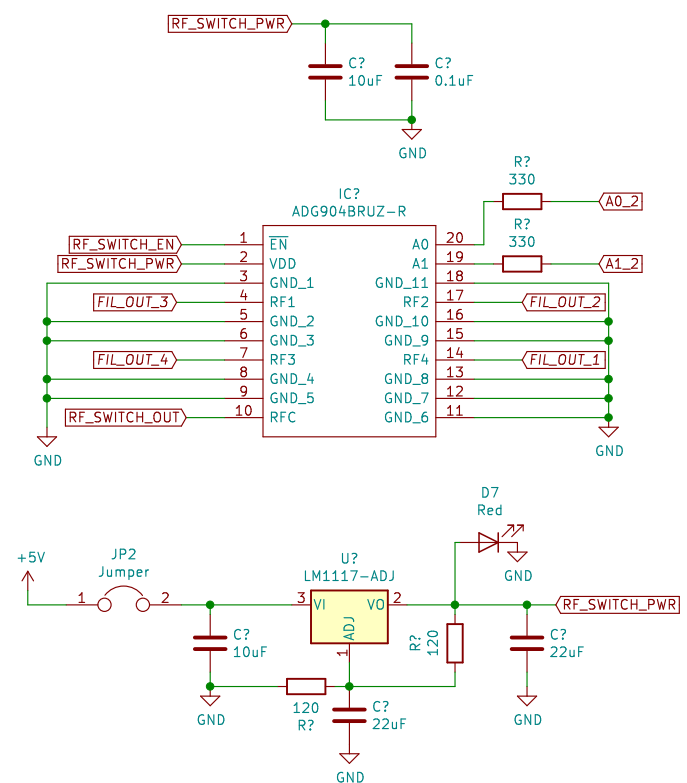 RF_SWITCH_PWR
C? C?
10uF 0.1uF
GND
R?
330
IC? A0_2
ADG904BRUZ-R
R?
330
RF_SWITCH_EN 1 EN A0 20
RF_SWITCH_PWR 2 VDD A1 19 A1_2
3 GND_1 GND_11 18
FIL_OUT_3 4 RF1 RF2 17 FIL_OUT_2
5 GND_2 GND_10 16
6 GND_3 GND_9 15
FIL_OUT_4 7 RF3 RF4 14 FIL_OUT_1
8 GND_4 GND_8 13
9 GND_5 GND_7 12
RF_SWITCH_OUT 10 RFC GND_6 11
GND GND
D7
Red
GND
+5V
JP2
Jumper
1 2
U?
LM1117-ADJ
3 VI VO 2
ADJ
1
RF_SWITCH_PWR
C?
10uF
R?
120
C?
22uF
GND
120
R?
C?
22uF
GND
GND